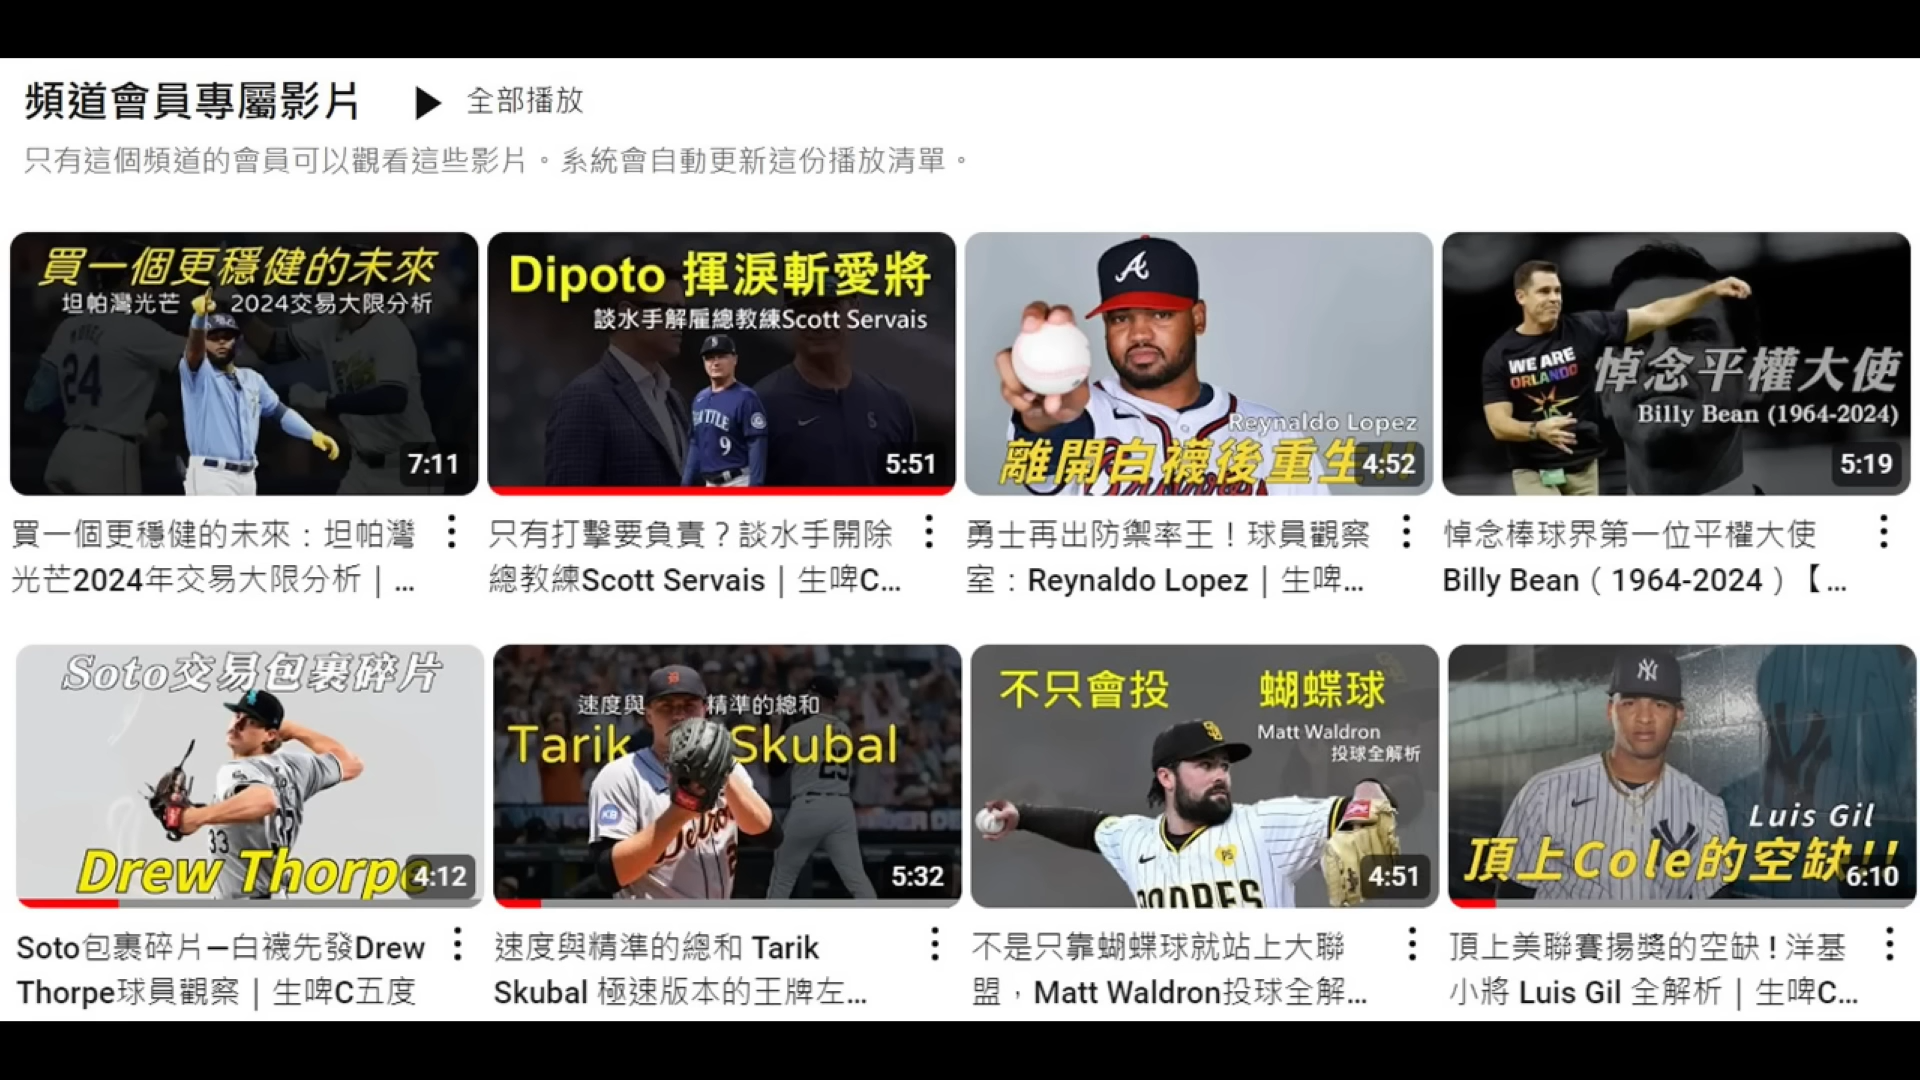 頻道會員專屬影片
全部播放
只有這個頻道的會員可以觀看這些影片。系統會自動更新這份播放清單。
買一個更穩健的未來
坦帕灣光芒 2024交易大限分析
24
7:11
買一個更穩健的未來：坦帕灣
光芒2024年交易大限分析｜...
Dipoto 揮淚斬愛將
談水手解雇總教練Scott Servais
9
5:51
只有打擊要負責？談水手開除
總教練Scott Servais｜生啤C...
Reynaldo Lopez
離開白襪後重生!!
4:52
勇士再出防禦率王！球員觀察
室：Reynaldo Lopez｜生啤...
WE ARE
ORLANDO
悼念平權大使
Billy Bean (1964-2024)
5:19
悼念棒球界第一位平權大使
Billy Bean（1964-2024）【...
Soto交易包裹碎片
33
Drew Thorpe
4:12
Soto包裹碎片—白襪先發Drew
Thorpe球員觀察｜生啤C五度
速度與 精準的總和
Tarik Skubal
KB
5:32
速度與精準的總和 Tarik
Skubal 極速版本的王牌左...
不只會投 蝴蝶球
Matt Waldron
投球全解析
PADRES
4:51
不是只靠蝴蝶球就站上大聯
盟，Matt Waldron投球全解...
Luis Gil
頂上Cole的空缺!!
6:10
頂上美聯賽揚獎的空缺！洋基
小將 Luis Gil 全解析｜生啤C...